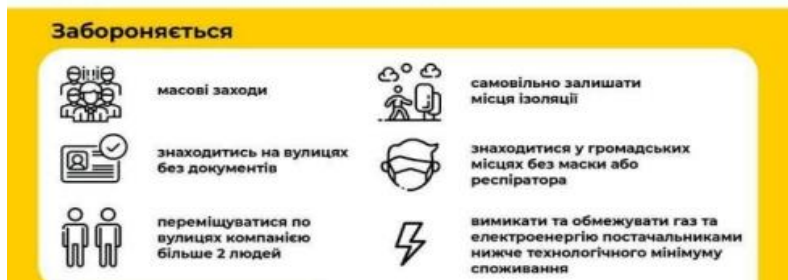 Забороняється
масові заходи
самовільно залишати
місця ізоляції
знаходитись на вулицях
без документів
знаходитися у громадських
місцях без маски або
респіратора
переміщуватися по
вулицях компанією
більше 2 людей
вимикати та обмежувати газ та
електроенергію постачальниками
нижче технологічного мінімуму
споживання